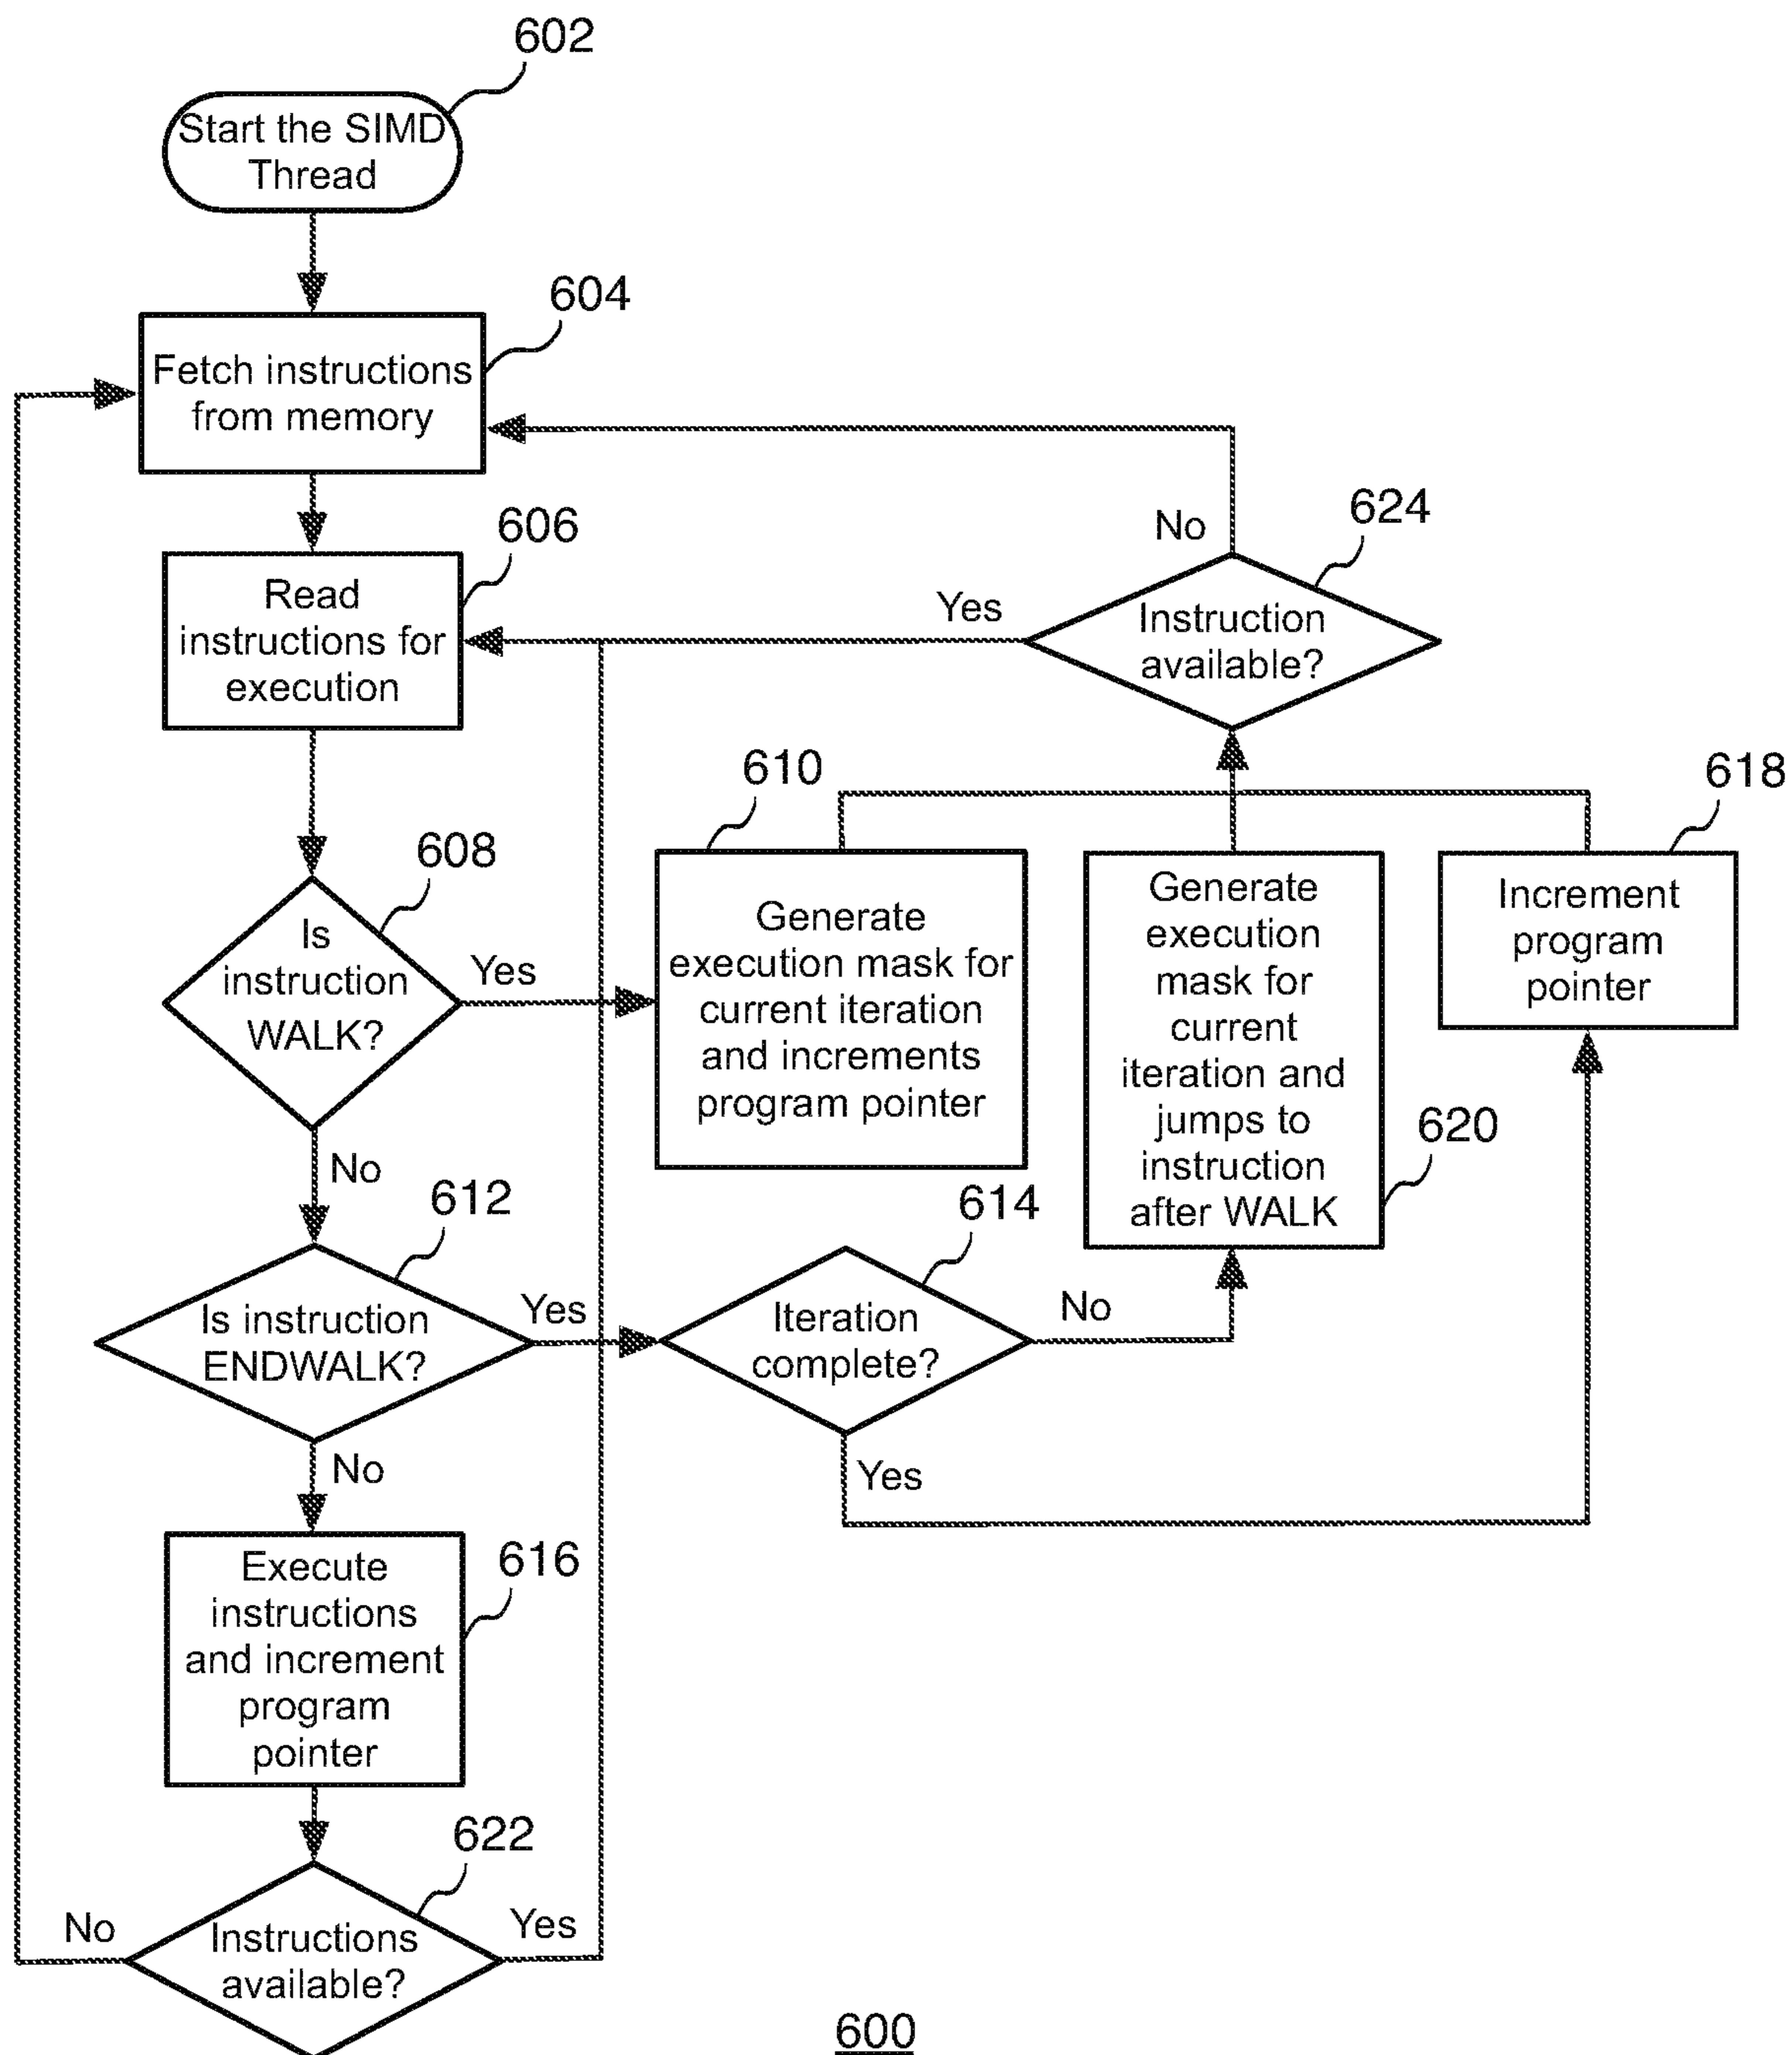 602
Start the SIMD
Thread
604
Fetch instructions
from memory
606
Read
instructions for
execution
624
No
Yes
Instruction
available?
608
Is
instruction
WALK?
Yes
No
610
Generate
execution mask for
current iteration
and increments
program pointer
620
Generate
execution
mask for
current
iteration and
jumps to
instruction
after WALK
618
Increment
program
pointer
612
Is instruction
ENDWALK?
Yes
No
614
Iteration
complete?
No
Yes
616
Execute
instructions
and increment
program
pointer
622
No
Instructions
available?
Yes
600